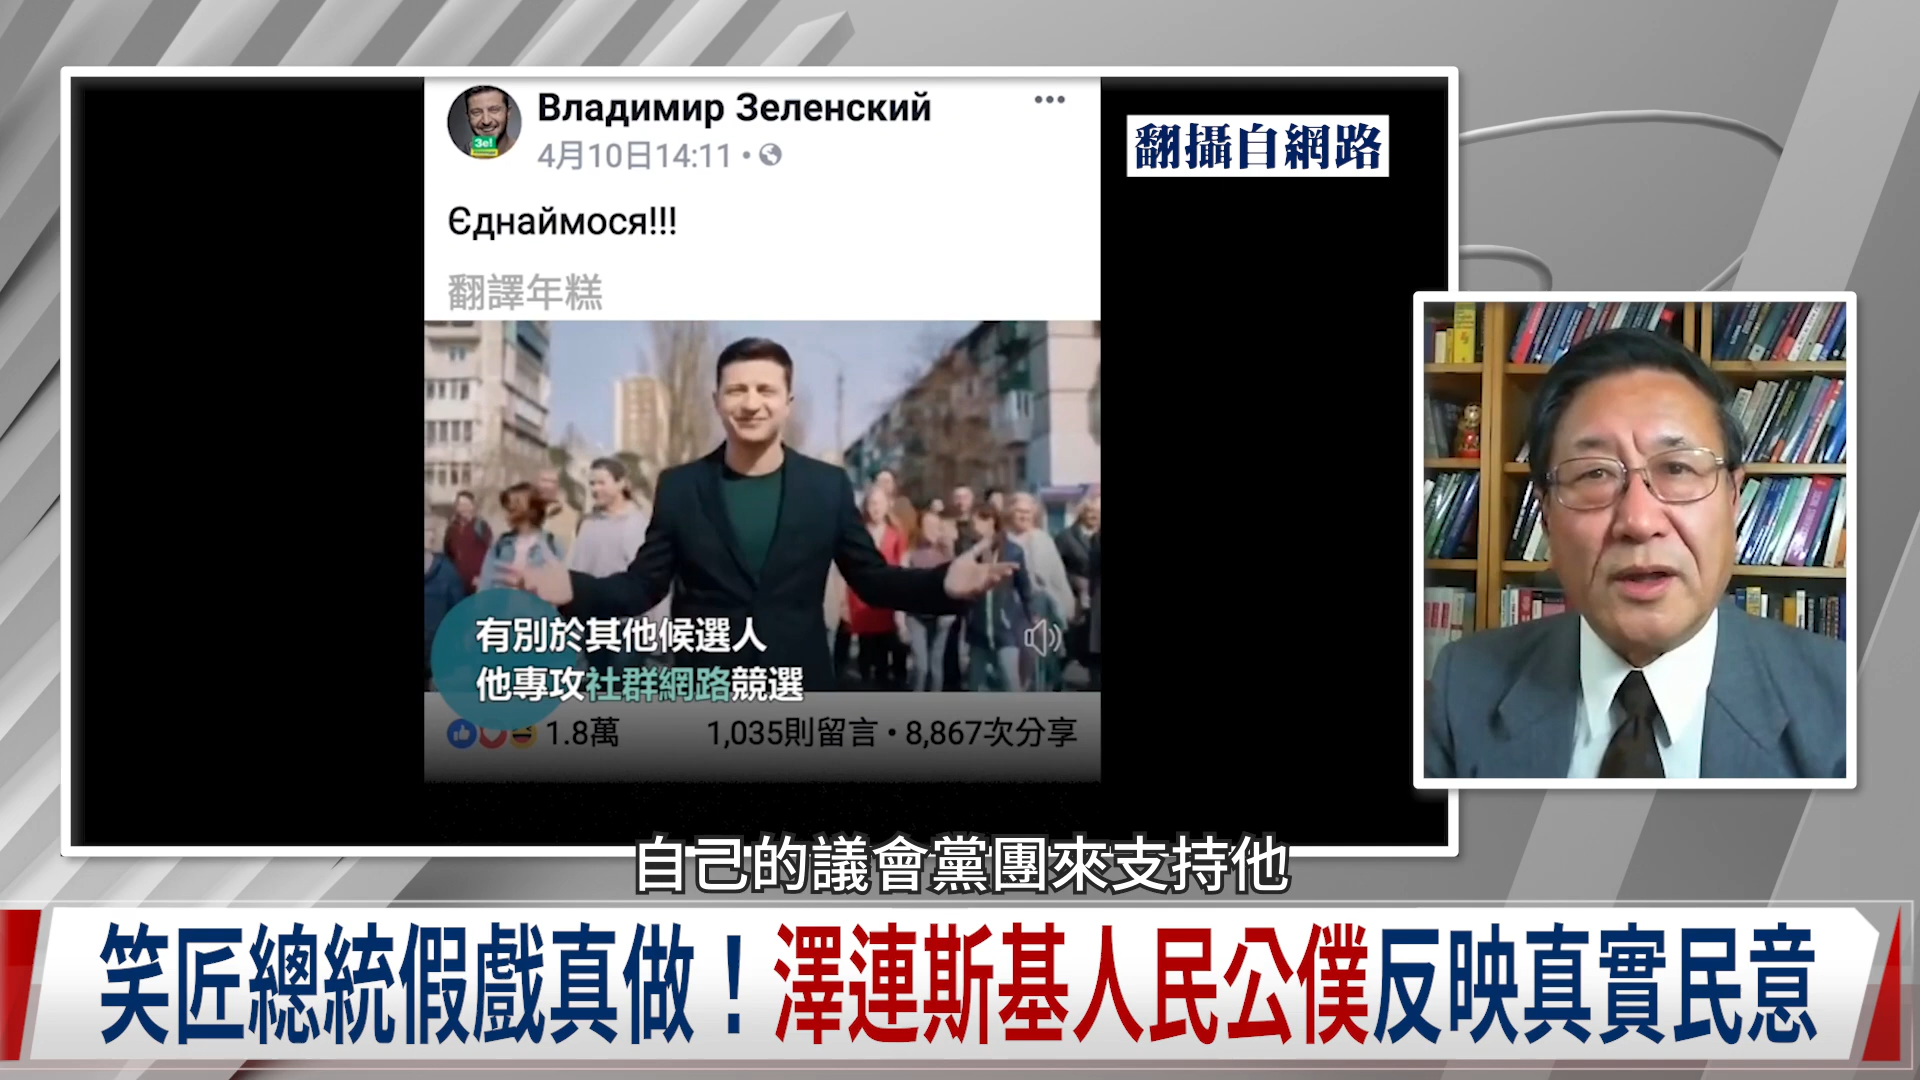 Владимир Зеленский
4月10日14:11
翻攝自網路
Зе!
Єднаймося!!!
翻譯年糕
有別於其他候選人
他專攻社群網路競選
1.8萬
1,035則留言 • 8,867次分享
自己的議會黨團來支持他
笑匠總統假戲真做！澤連斯基人民公僕反映真實民意